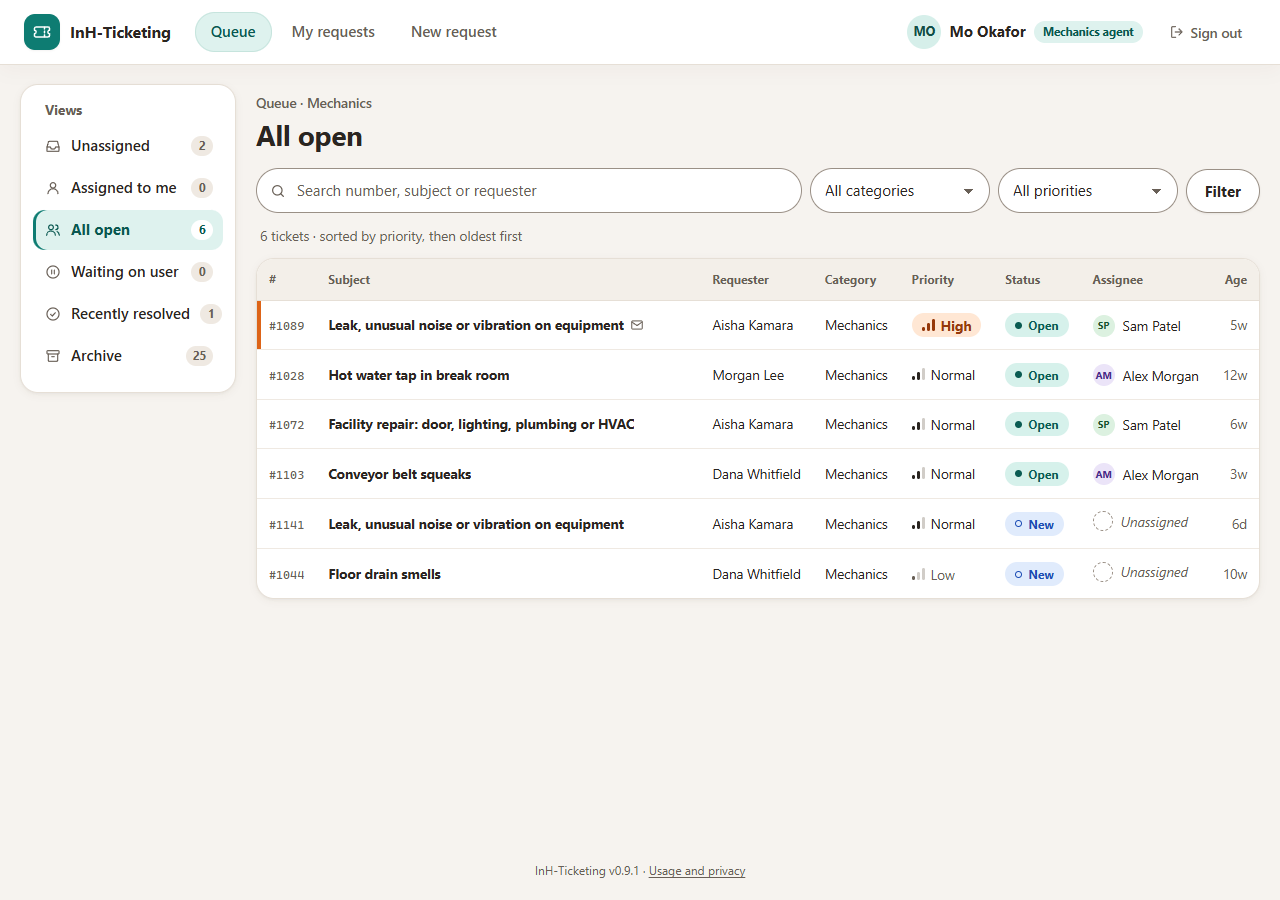 InH-Ticketing
Queue
My requests
New request
MO
Mo Okafor
Mechanics agent
Sign out
Views
Unassigned 2
Assigned to me 0
All open 6
Waiting on user 0
Recently resolved 1
Archive 25
Queue · Mechanics
All open
Search number, subject or requester
All categories
All priorities
Filter
6 tickets · sorted by priority, then oldest first
# Subject Requester Category Priority Status Assignee Age
#1089 Leak, unusual noise or vibration on equipment Aisha Kamara Mechanics High Open SP Sam Patel 5w
#1028 Hot water tap in break room Morgan Lee Mechanics Normal Open AM Alex Morgan 12w
#1072 Facility repair: door, lighting, plumbing or HVAC Aisha Kamara Mechanics Normal Open SP Sam Patel 6w
#1103 Conveyor belt squeaks Dana Whitfield Mechanics Normal Open AM Alex Morgan 3w
#1141 Leak, unusual noise or vibration on equipment Aisha Kamara Mechanics Normal New Unassigned 6d
#1044 Floor drain smells Dana Whitfield Mechanics Low New Unassigned 10w
InH-Ticketing v0.9.1 · Usage and privacy